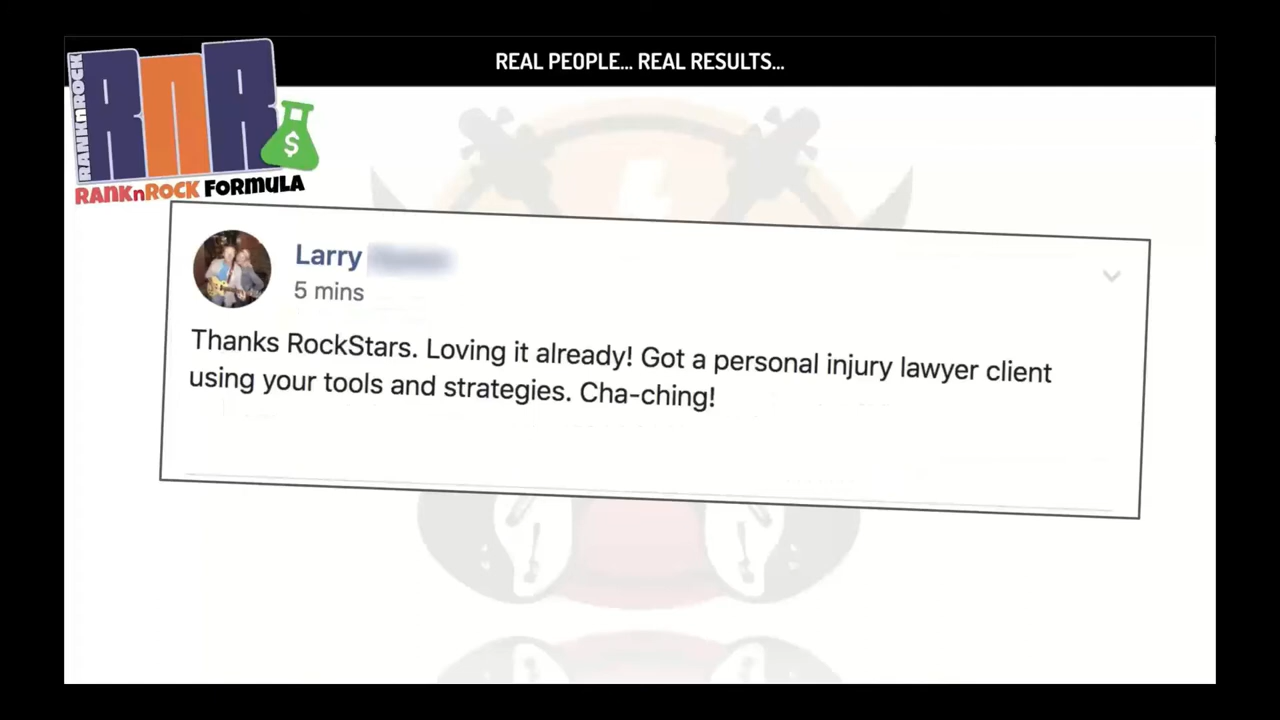 REAL PEOPLE... REAL RESULTS...
RANKnROCK
RnR
$
RANKnROCK FORMULA
Larry
5 mins
Thanks RockStars. Loving it already! Got a personal injury lawyer client
using your tools and strategies. Cha-ching!